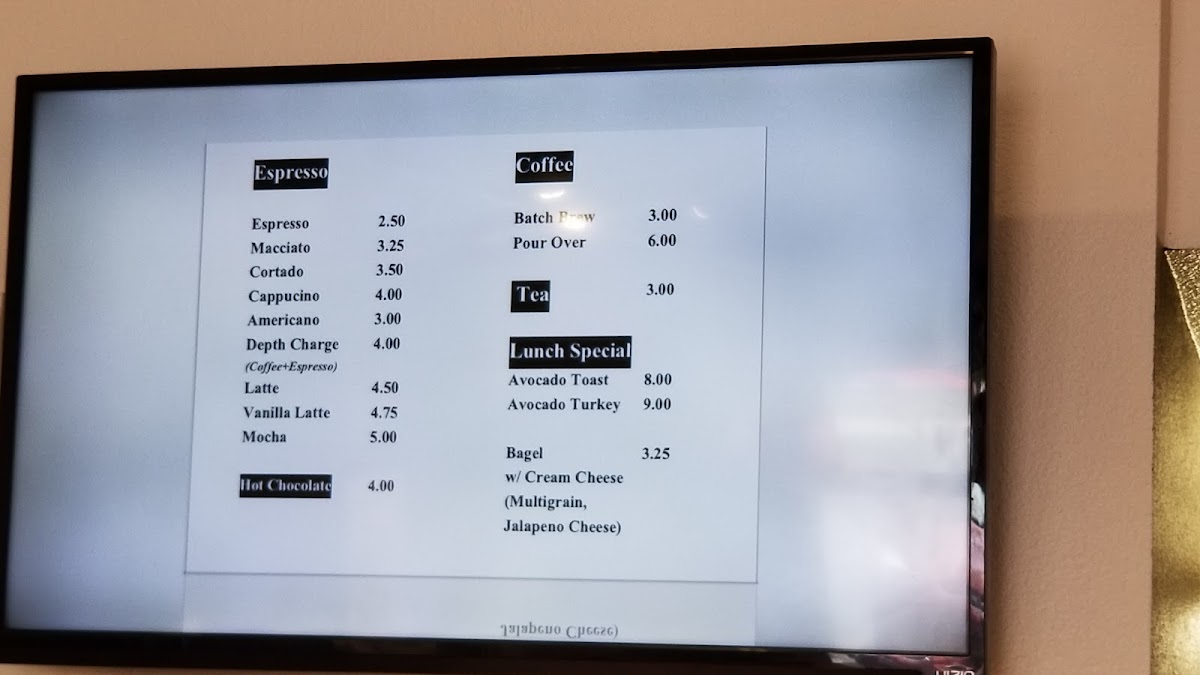 Espresso
Espresso 2.50
Macciato 3.25
Cortado 3.50
Cappucino 4.00
Americano 3.00
Depth Charge 4.00
(Coffee+Espresso)
Latte 4.50
Vanilla Latte 4.75
Mocha 5.00
Hot Chocolate 4.00
Coffee
Batch Brew 3.00
Pour Over 6.00
Tea 3.00
Lunch Special
Avocado Toast 8.00
Avocado Turkey 9.00
Bagel 3.25
w/ Cream Cheese
(Multigrain,
Jalapeno Cheese)
Jalapeno Cheese)
VIZIO